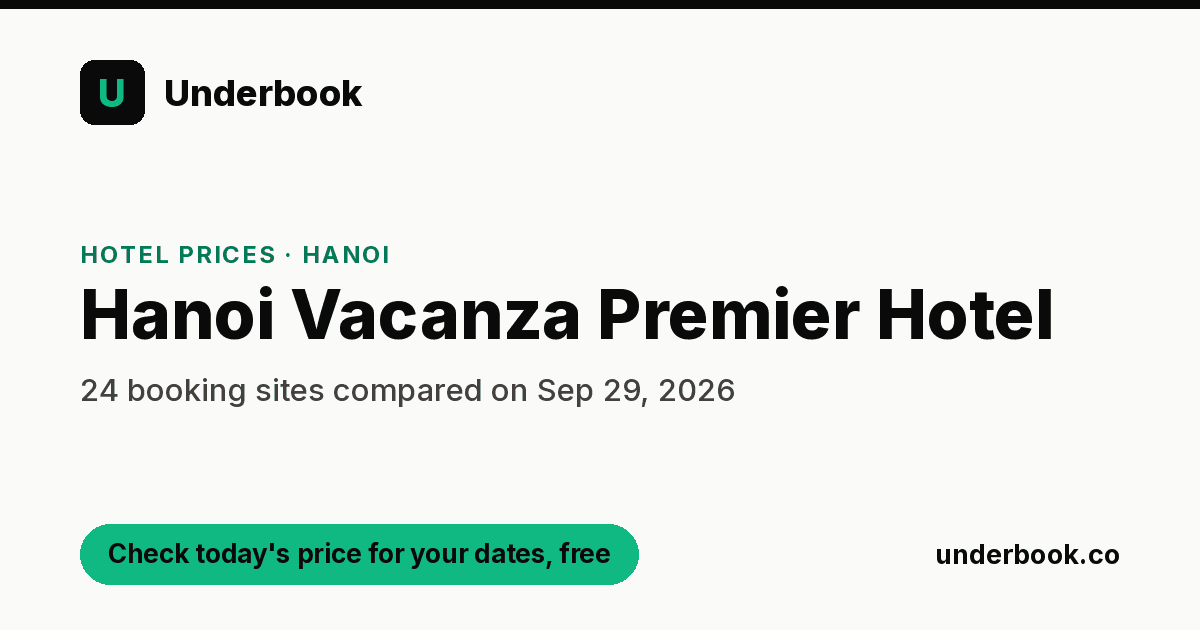 U Underbook
HOTEL PRICES · HANOI
Hanoi Vacanza Premier Hotel
24 booking sites compared on Sep 29, 2026
Check today's price for your dates, free
underbook.co